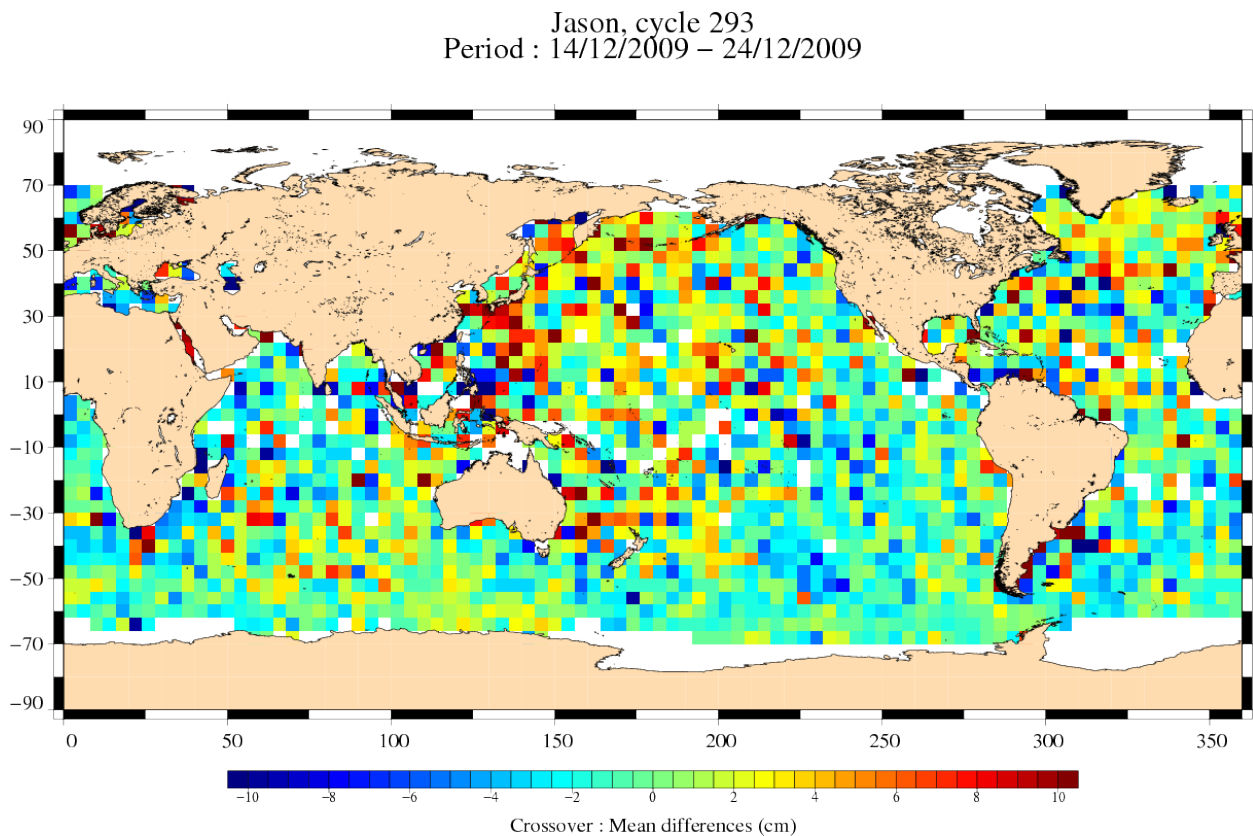 Jason, cycle 293
Period : 14/12/2009 − 24/12/2009
90
70
50
30
10
−10
−30
−50
−70
−90
0 50 100 150 200 250 300 350
−10 −8 −6 −4 −2 0 2 4 6 8 10
Crossover : Mean differences (cm)